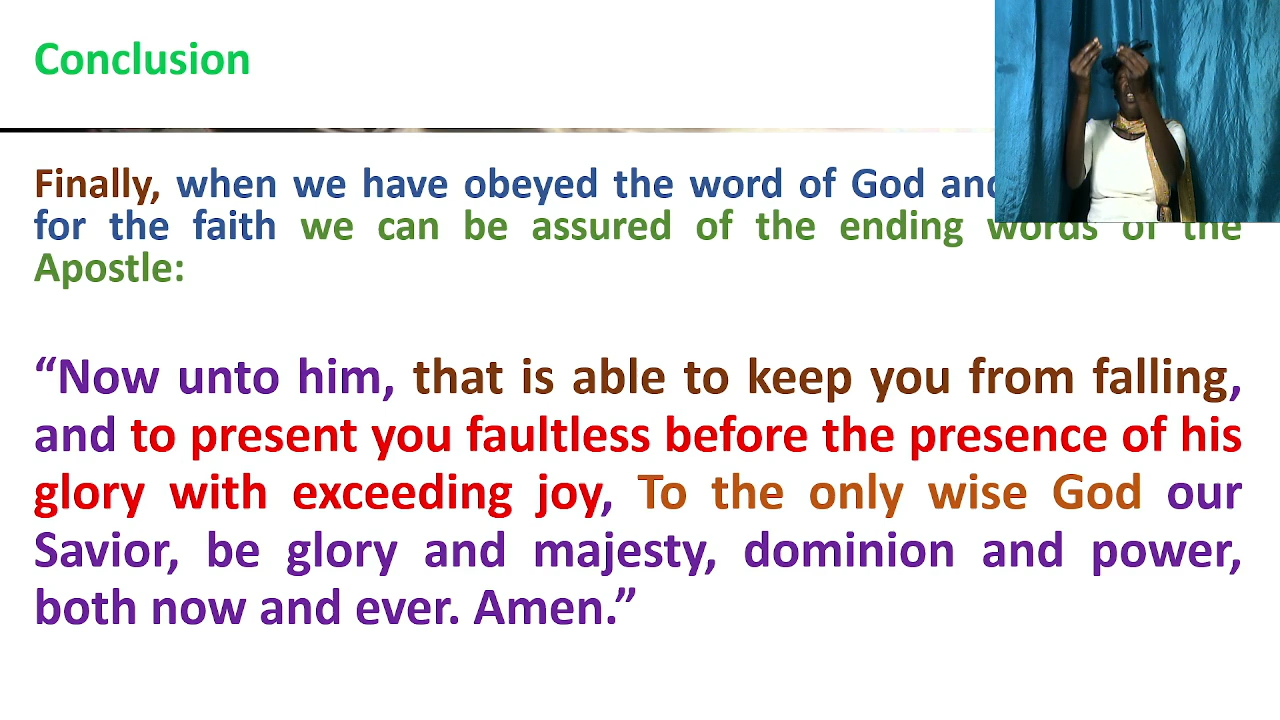 Conclusion
Finally, when we have obeyed the word of God and
for the faith we can be assured of the ending words of the
Apostle:
“Now unto him, that is able to keep you from falling,
and to present you faultless before the presence of his
glory with exceeding joy, To the only wise God our
Savior, be glory and majesty, dominion and power,
both now and ever. Amen.”